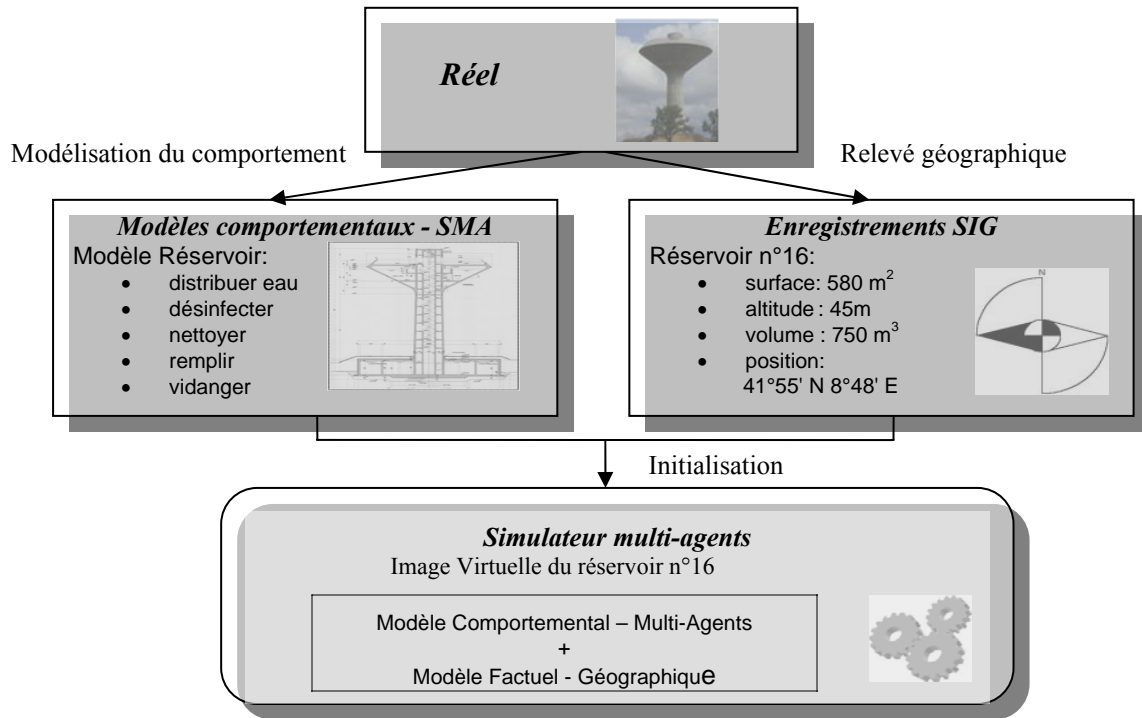 Réel
Modélisation du comportement
Relevé géographique
Modèles comportementaux - SMA
Modèle Réservoir:
• distribuer eau
• désinfecter
• nettoyer
• remplir
• vidanger
Enregistrements SIG
Réservoir n°16:
• surface: 580 m²
• altitude : 45m
• volume : 750 m³
• position:
41°55' N 8°48' E
N
Initialisation
Simulateur multi-agents
Image Virtuelle du réservoir n°16
Modèle Comportemental – Multi-Agents
+
Modèle Factuel - Géographique